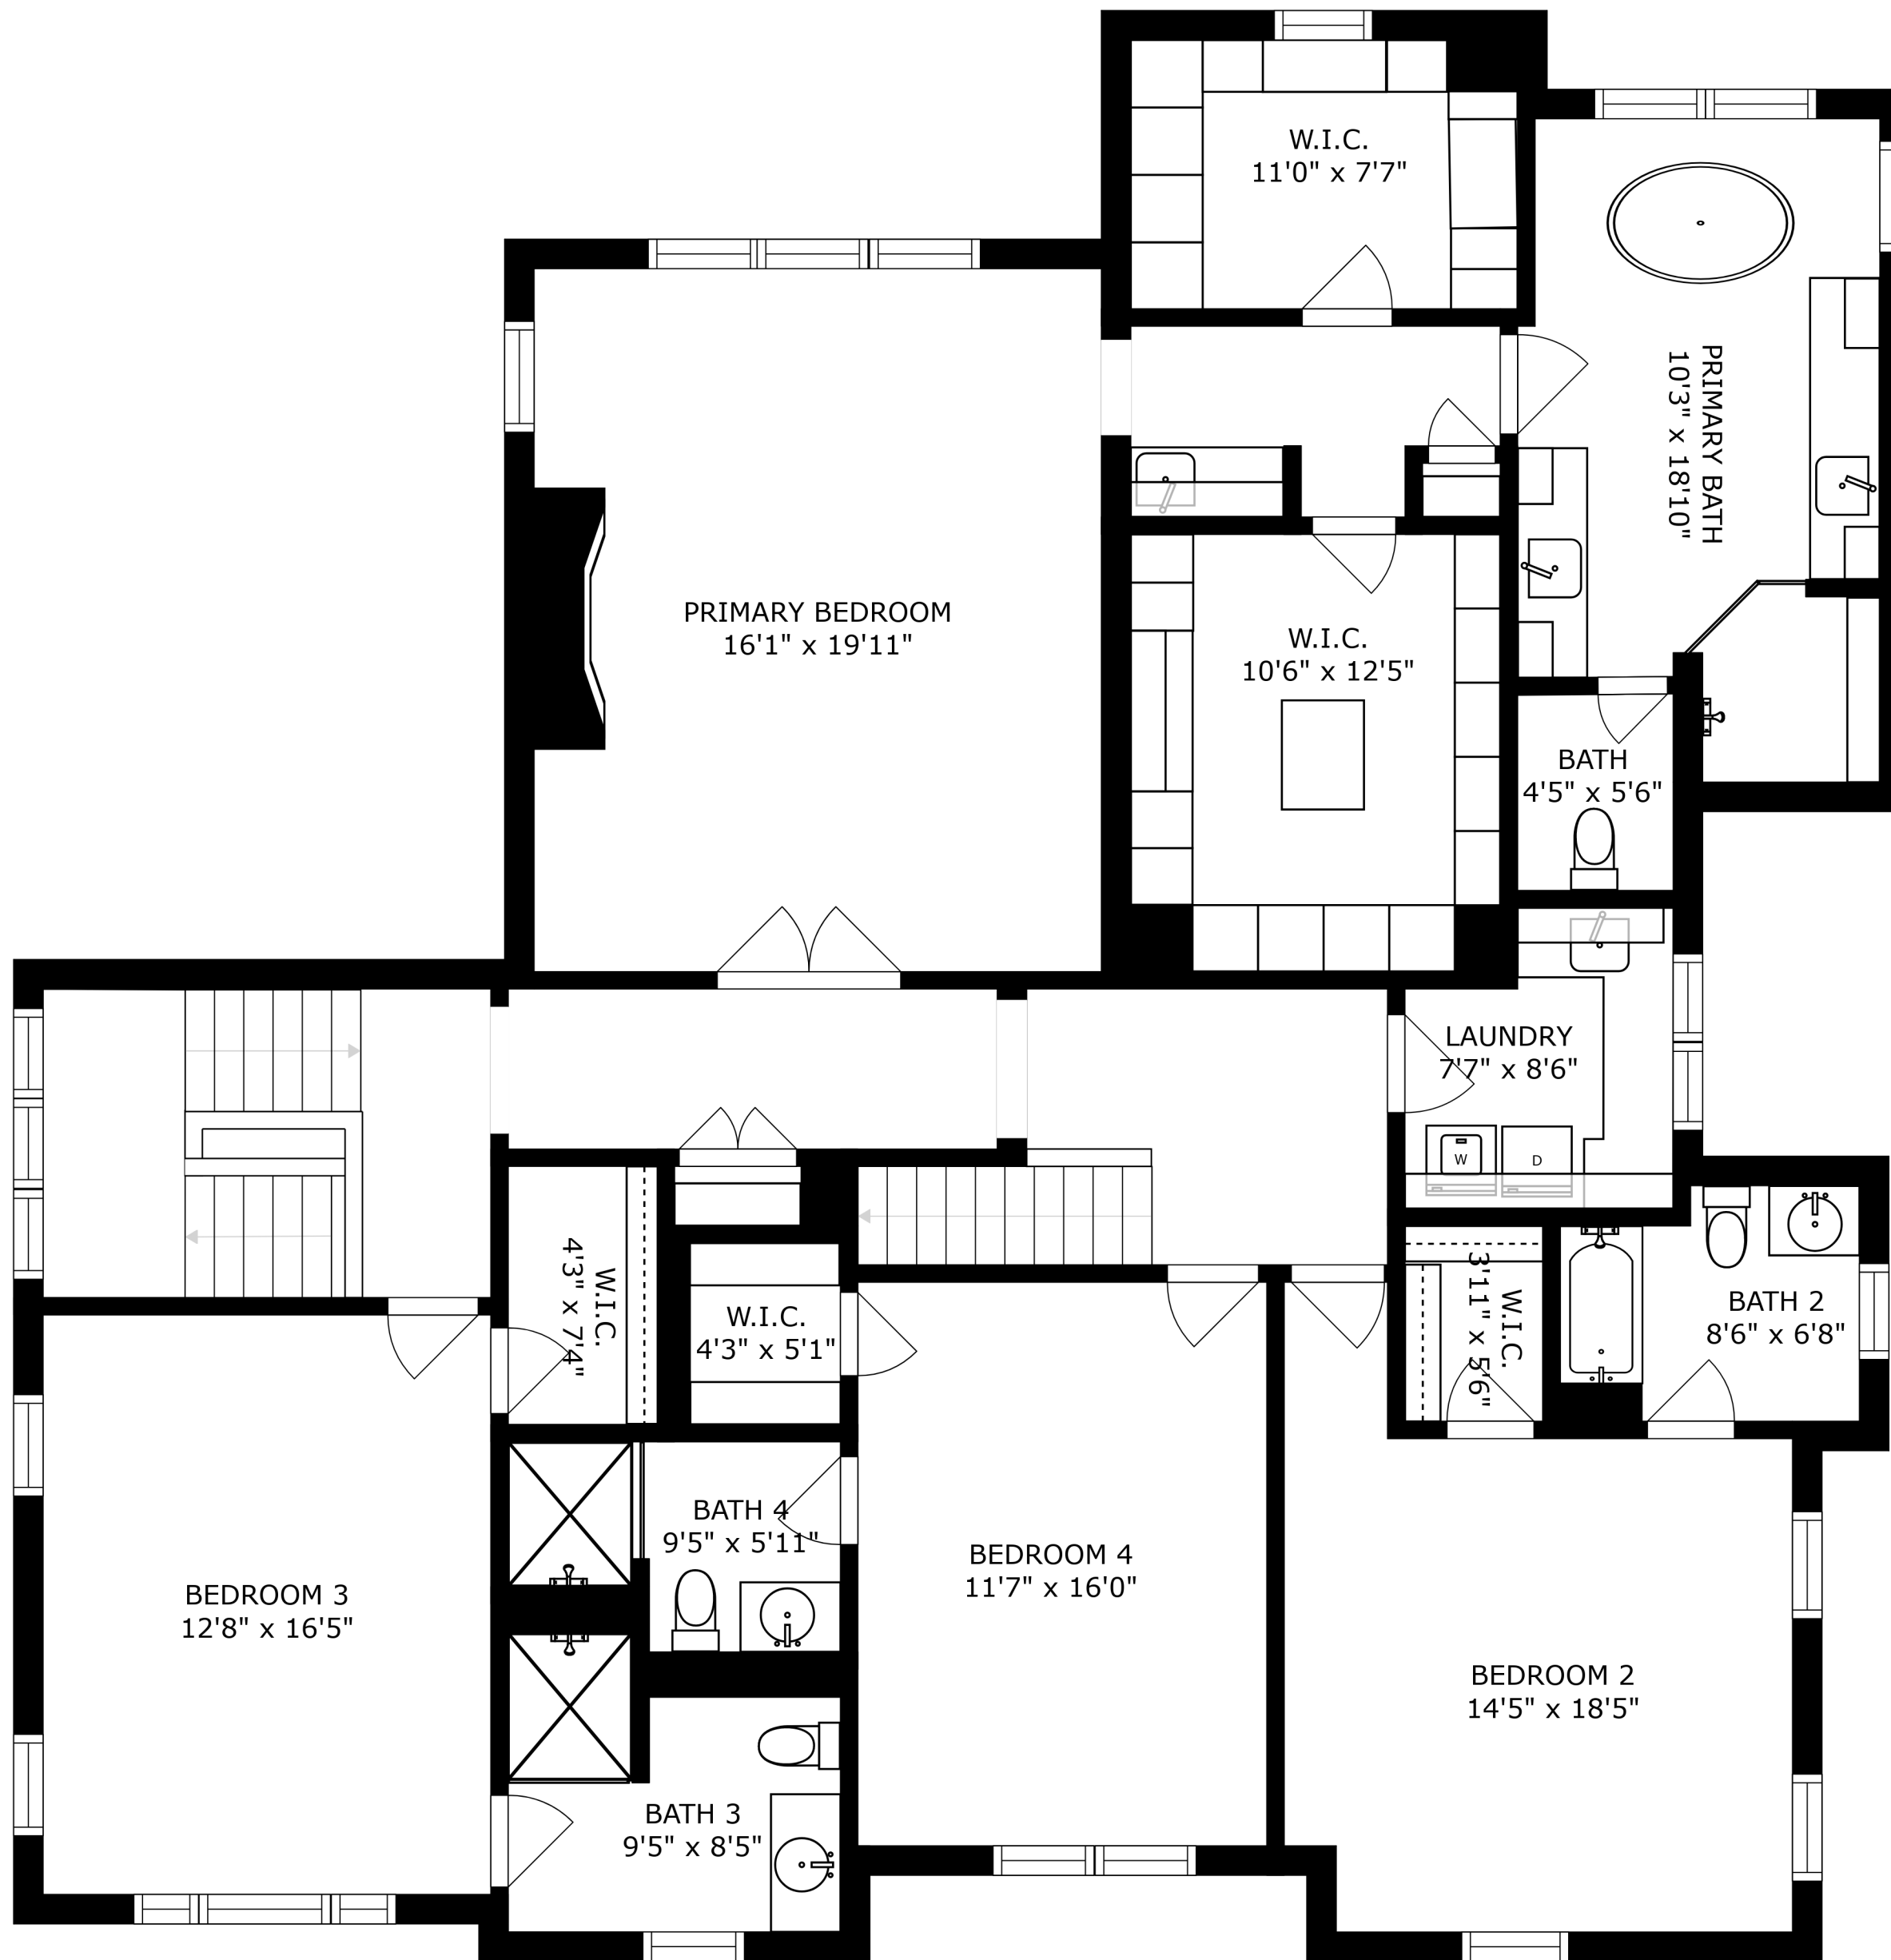 W.I.C.
11'0" x 7'7"
PRIMARY BATH
10'3" x 18'10"
PRIMARY BEDROOM
16'1" x 19'11"
W.I.C.
10'6" x 12'5"
BATH
4'5" x 5'6"
LAUNDRY
7'7" x 8'6"
W
D
W.I.C.
4'3" x 7'4"
W.I.C.
4'3" x 5'1"
W.I.C.
3'11" x 5'6"
BATH 2
8'6" x 6'8"
BATH 4
9'5" x 5'11"
BEDROOM 4
11'7" x 16'0"
BEDROOM 3
12'8" x 16'5"
BEDROOM 2
14'5" x 18'5"
BATH 3
9'5" x 8'5"